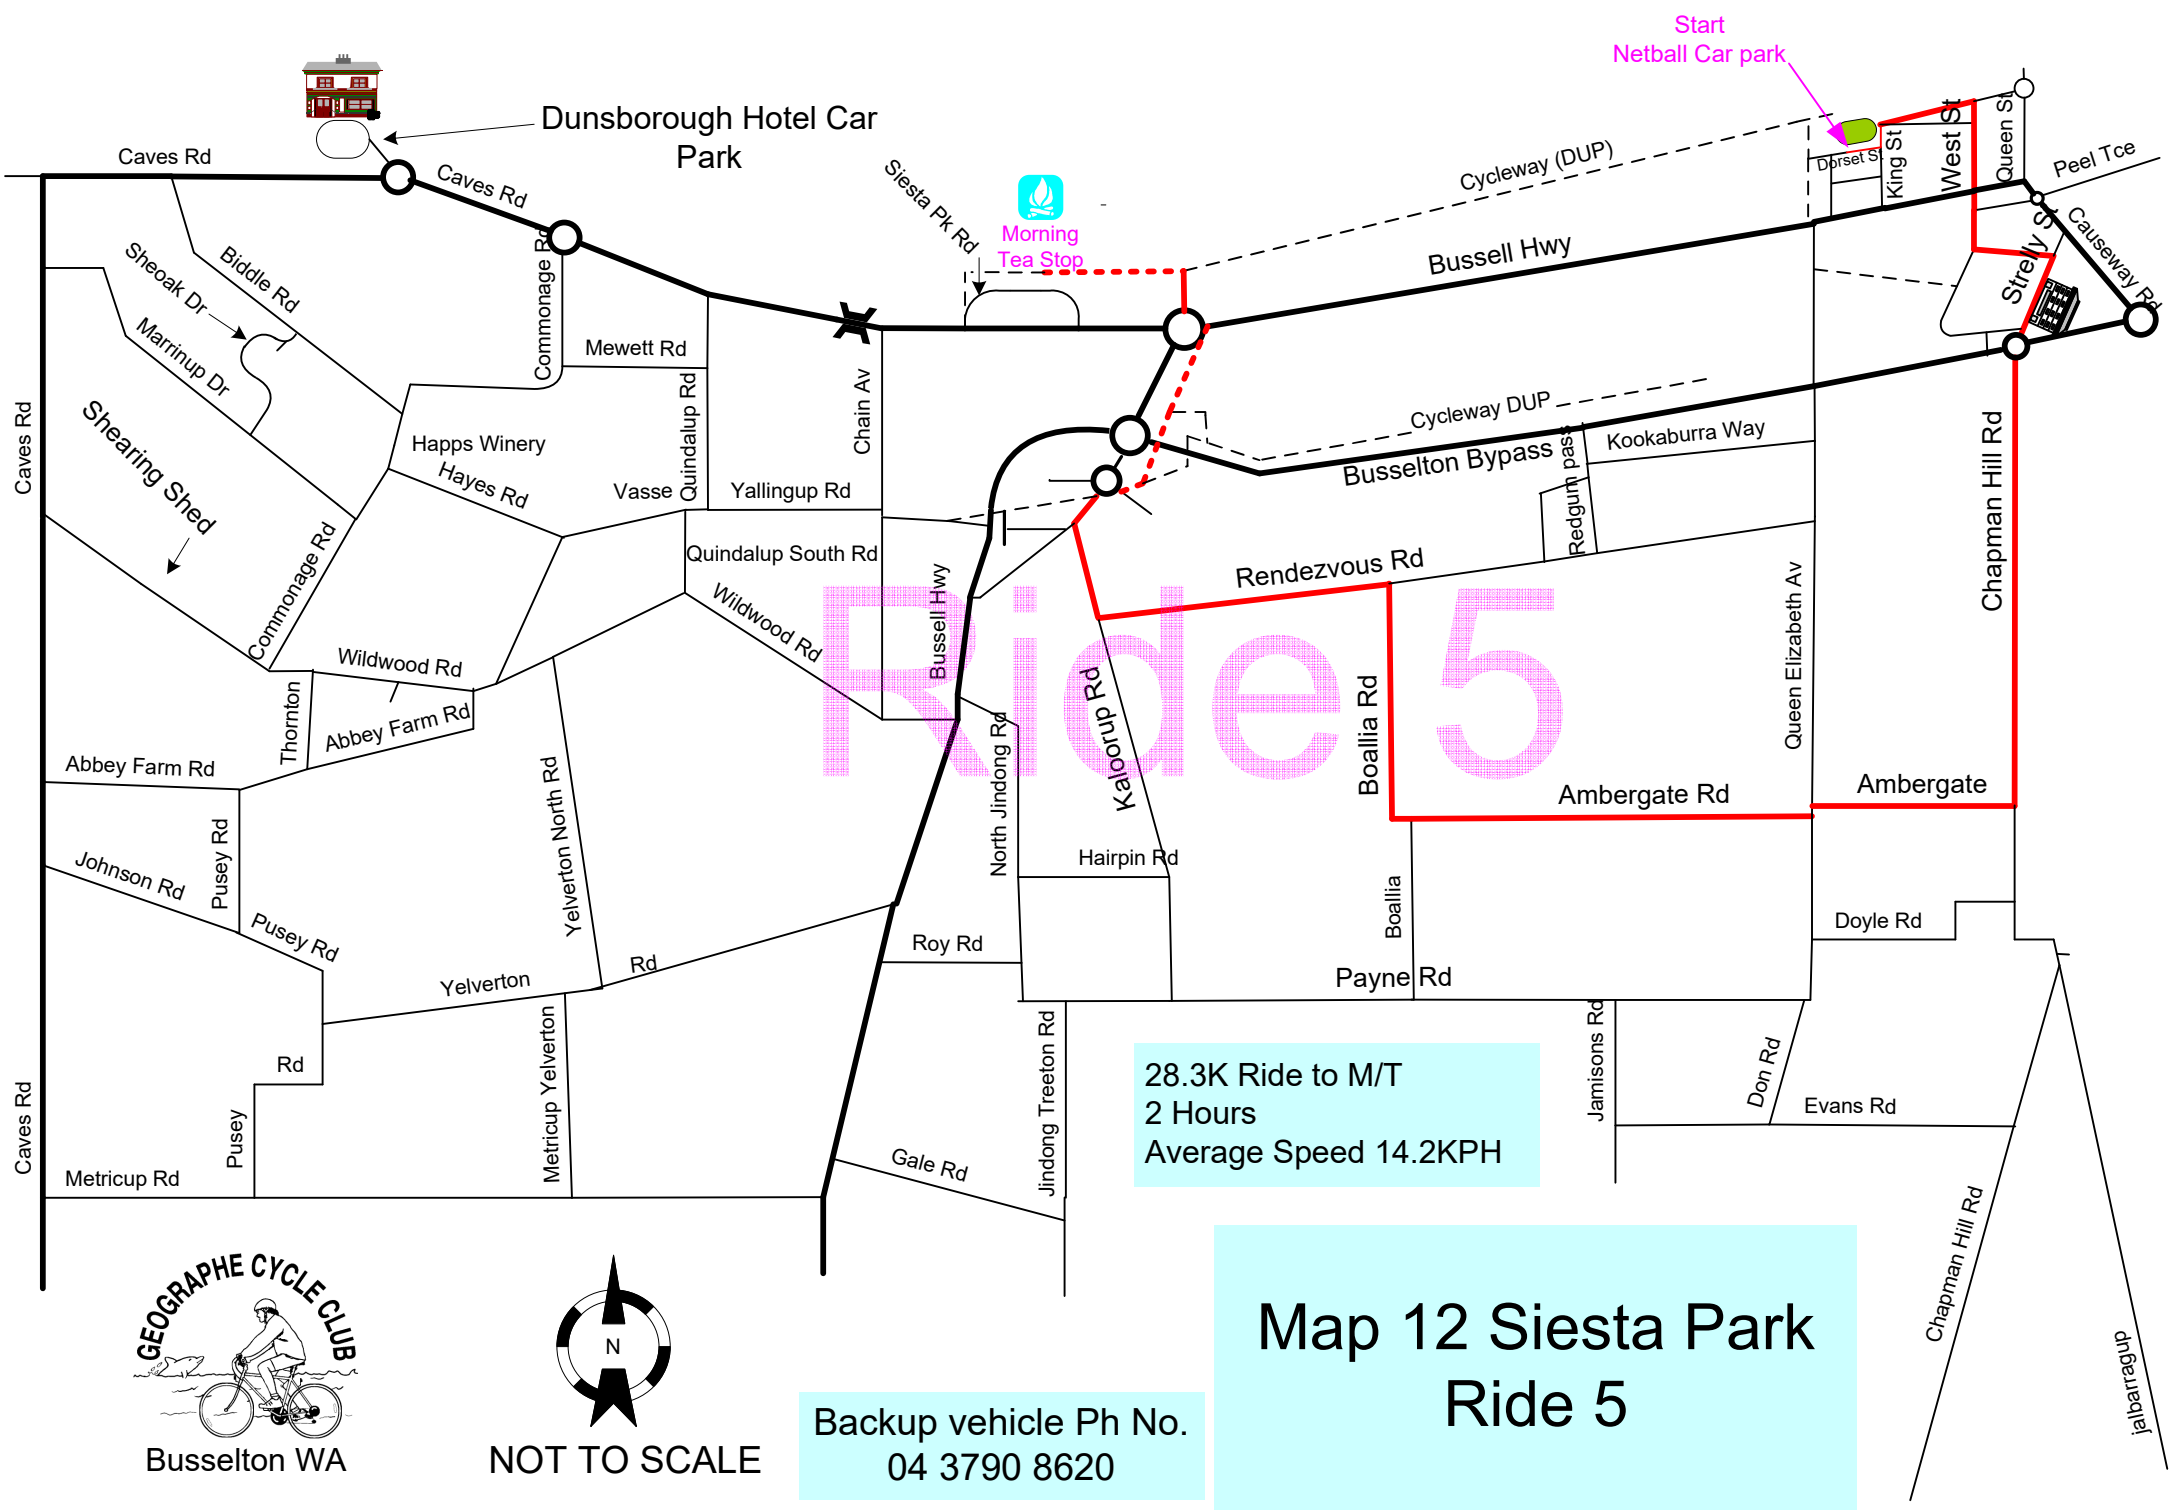 Start
Netball Car park
Dunsborough Hotel Car
Park
Caves Rd
Caves Rd
Siesta Pk Rd
Morning
Tea Stop
Cycleway (DUP)
Dorset St
King St
West St
Queen St
Peel Tce
Causeway Rd
Strelly St
Bussell Hwy
Biddle Rd
Sheoak Dr
Marrinup Dr
Commonage Rd
Mewett Rd
Quindalup Rd
Chain Av
Caves Rd
Shearing Shed
Happs Winery
Hayes Rd
Vasse
Yallingup Rd
Cycleway DUP
Busselton Bypass
Redgum pass
Kookaburra Way
Chapman Hill Rd
Commonage Rd
Quindalup South Rd
Wildwood Rd
Bussell Hwy
Rendezvous Rd
Queen Elizabeth Av
Ride 5
Wildwood Rd
Thornton
Abbey Farm Rd
Abbey Farm Rd
Yelverton North Rd
North Jindong Rd
Kaloorup Rd
Boallia Rd
Ambergate Rd
Ambergate
Johnson Rd
Pusey Rd
Pusey Rd
Hairpin Rd
Boallia
Doyle Rd
Yelverton
Rd
Roy Rd
Payne Rd
Rd
Pusey
Metricup Yelverton
Jindong Treeton Rd
Jamisons Rd
Don Rd
Evans Rd
28.3K Ride to M/T
2 Hours
Average Speed 14.2KPH
Caves Rd
Metricup Rd
Gale Rd
Chapman Hill Rd
jalbarragup
GEOGRAPHE CYCLE CLUB
Busselton WA
N
NOT TO SCALE
Backup vehicle Ph No.
04 3790 8620
Map 12 Siesta Park
Ride 5